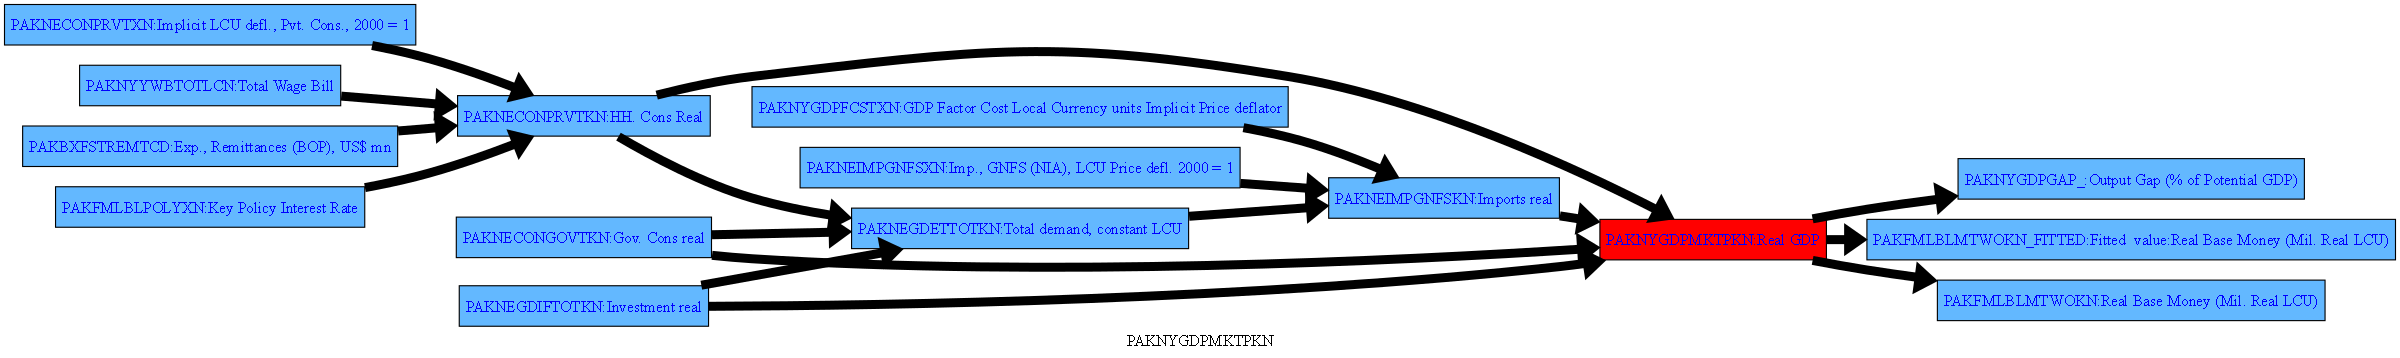 PAKNECONPRVTXN:Implicit LCU defl., Pvt. Cons., 2000 = 1
PAKNYYWBTOTLCN:Total Wage Bill
PAKBXFSTREMTCD:Exp., Remittances (BOP), US$ mn
PAKFMLBLPOLYXN:Key Policy Interest Rate
PAKNECONPRVTKN:HH. Cons Real
PAKNECONGOVTKN:Gov. Cons real
PAKNEGDIFTOTKN:Investment real
PAKNYGDPFCSTXN:GDP Factor Cost Local Currency units Implicit Price deflator
PAKNEIMPGNFSXN:Imp., GNFS (NIA), LCU Price defl. 2000 = 1
PAKNEGDETTOTKN:Total demand, constant LCU
PAKNEIMPGNFSKN:Imports real
PAKNYGDPMKTPKN:Real GDP
PAKNYGDPGAP_:Output Gap (% of Potential GDP)
PAKFMLBLMTWOKN_FITTED:Fitted value:Real Base Money (Mil. Real LCU)
PAKFMLBLMTWOKN:Real Base Money (Mil. Real LCU)
PAKNYGDPMKTPKN